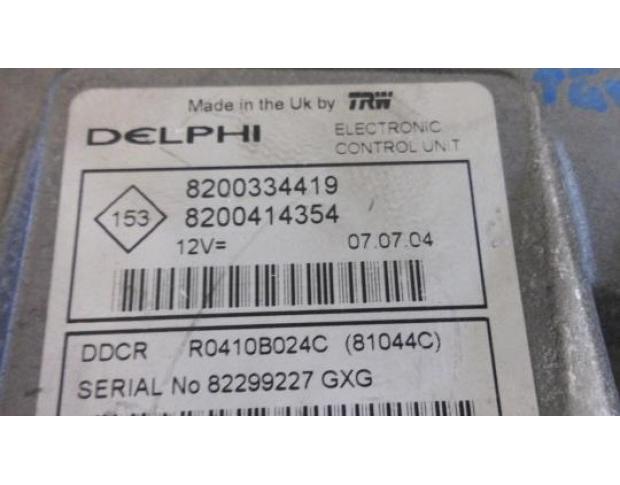 Made in the Uk by TRW
DELPHI
ELECTRONIC
CONTROL UNIT
8200334419
153
8200414354
12V= 07.07.04
DDCR R0410B024C (81044C)
SERIAL No 82299227 GXG